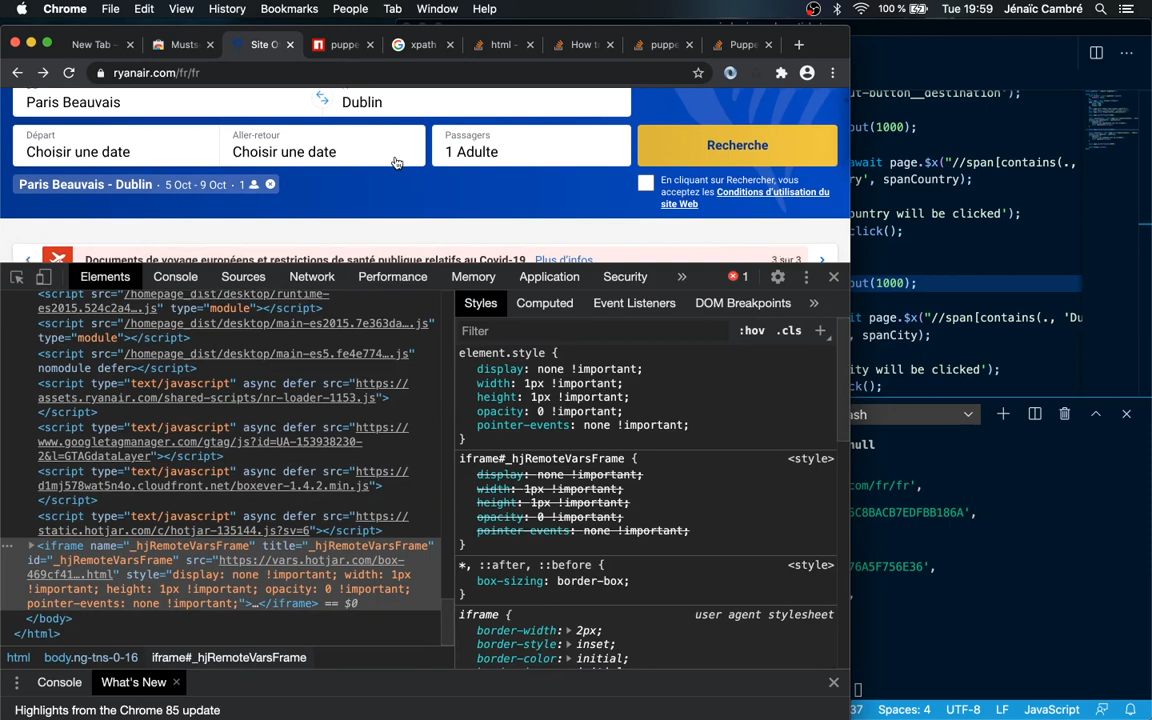 Chrome File Edit View History Bookmarks People Tab Window Help 100 % Tue 19:59 Jénaïc Cambré
New Tab Musts Site O puppe xpath html - How t puppe Puppe
ryanair.com/fr/fr
Paris Beauvais Dublin
Départ Aller-retour Passagers
Choisir une date Choisir une date 1 Adulte Recherche
Paris Beauvais - Dublin · 5 Oct - 9 Oct · 1
En cliquant sur Rechercher, vous
acceptez les Conditions d'utilisation du
site Web
Documents de voyage européens et restrictions de santé publique relatifs au Covid-19 Plus d'infos 3 sur 3
Elements Console Sources Network Performance Memory Application Security » 1
<script src="/homepage_dist/desktop/runtime-
es2015.524c2a4….js" type="module"></script>
<script src="/homepage_dist/desktop/main-es2015.7e363da….js"
type="module"></script>
<script src="/homepage_dist/desktop/main-es5.fe4e774….js"
nomodule defer></script>
<script type="text/javascript" async defer src="https://
assets.ryanair.com/shared-scripts/nr-loader-1153.js">
</script>
<script type="text/javascript" async defer src="https://
www.googletagmanager.com/gtag/js?id=UA-153938230-
2&l=GTAGdataLayer"></script>
<script type="text/javascript" async defer src="https://
d1mj578wat5n4o.cloudfront.net/boxever-1.4.2.min.js">
</script>
<script type="text/javascript" async defer src="https://
static.hotjar.com/c/hotjar-135144.js?sv=6"></script>
<iframe name="_hjRemoteVarsFrame" title="_hjRemoteVarsFrame"
id="_hjRemoteVarsFrame" src="https://vars.hotjar.com/box-
469cf41….html" style="display: none !important; width: 1px
!important; height: 1px !important; opacity: 0 !important;
pointer-events: none !important;">…</iframe> == $0
</body>
</html>
html body.ng-tns-0-16 iframe#_hjRemoteVarsFrame
Styles Computed Event Listeners DOM Breakpoints »
Filter :hov .cls +
element.style {
display: none !important;
width: 1px !important;
height: 1px !important;
opacity: 0 !important;
pointer-events: none !important;
}
iframe#_hjRemoteVarsFrame { <style>
display: none !important;
width: 1px !important;
height: 1px !important;
opacity: 0 !important;
pointer-events: none !important;
}
*, ::after, ::before { <style>
box-sizing: border-box;
}
iframe { user agent stylesheet
border-width: 2px;
border-style: inset;
border-color: initial;
Console What's New
Highlights from the Chrome 85 update
ut-button__destination');
out(1000);
await page.$x("//span[contains(.,
ry', spanCountry);
ountry will be clicked');
click();
out(1000);
it page.$x("//span[contains(., 'Du
, spanCity);
ity will be clicked');
ck();
ash
null
com/fr/fr',
5C8BACB7EDFBB186A',
76A5F756E36',
37 Spaces: 4 UTF-8 LF JavaScript